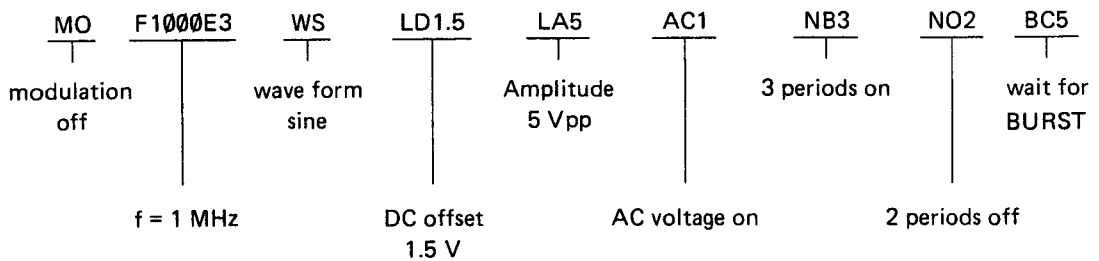 MO F1000E3 WS LD1.5 LA5 AC1 NB3 NO2 BC5
modulation off
wave form sine
Amplitude 5 Vpp
3 periods on
wait for BURST
f = 1 MHz
DC offset 1.5 V
AC voltage on
2 periods off